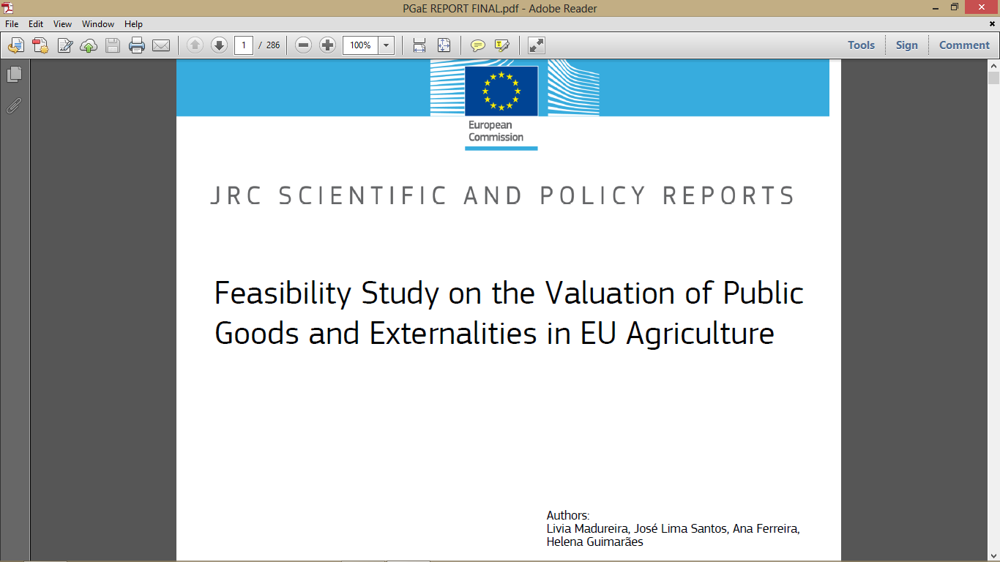 PGaE REPORT FINAL.pdf - Adobe Reader
File Edit View Window Help
1 / 286 100% Tools Sign Comment
European
Commission
JRC SCIENTIFIC AND POLICY REPORTS
Feasibility Study on the Valuation of Public
Goods and Externalities in EU Agriculture
Authors:
Livia Madureira, José Lima Santos, Ana Ferreira,
Helena Guimarães